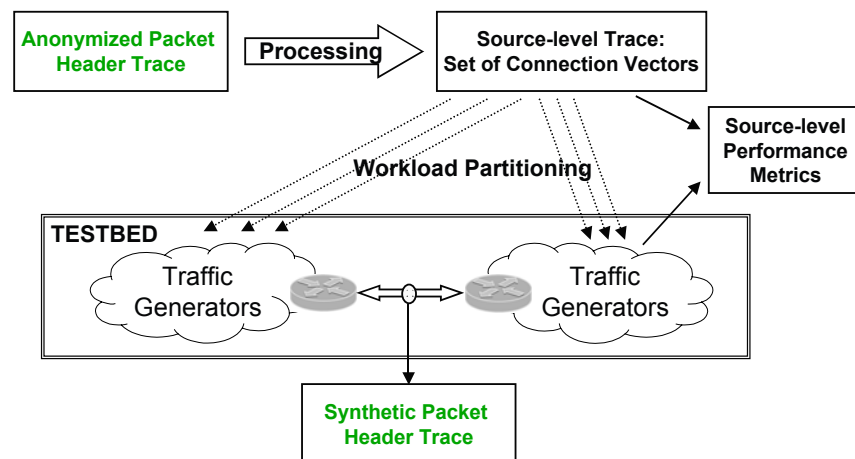 Anonymized Packet
Header Trace
Processing
Source-level Trace:
Set of Connection Vectors
Source-level
Performance
Metrics
Workload Partitioning
TESTBED
Traffic
Generators
Traffic
Generators
Synthetic Packet
Header Trace